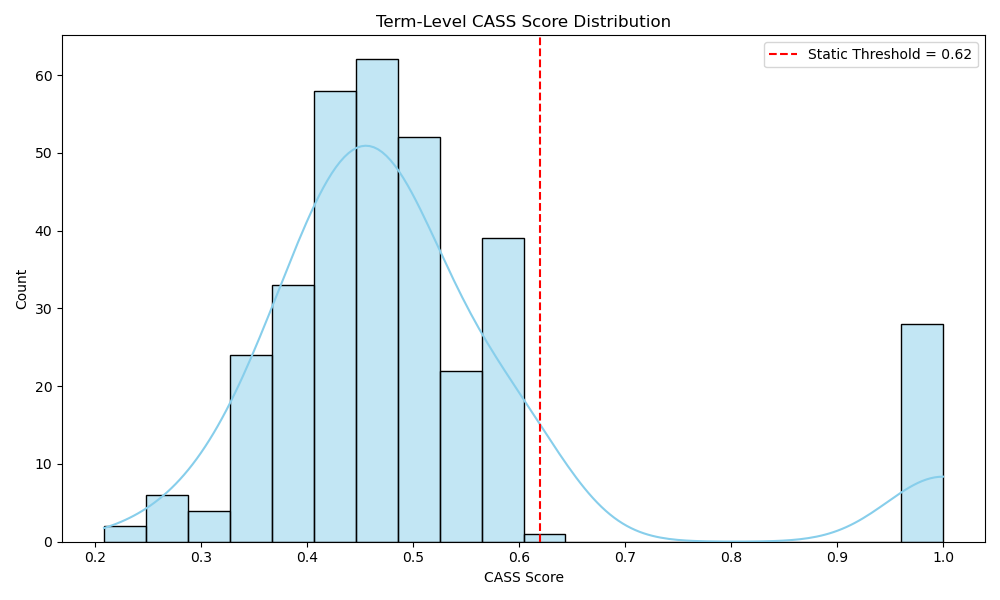 Term-Level CASS Score Distribution
Static Threshold = 0.62
Count
60
50
40
30
20
10
0
0.2 0.3 0.4 0.5 0.6 0.7 0.8 0.9 1.0
CASS Score